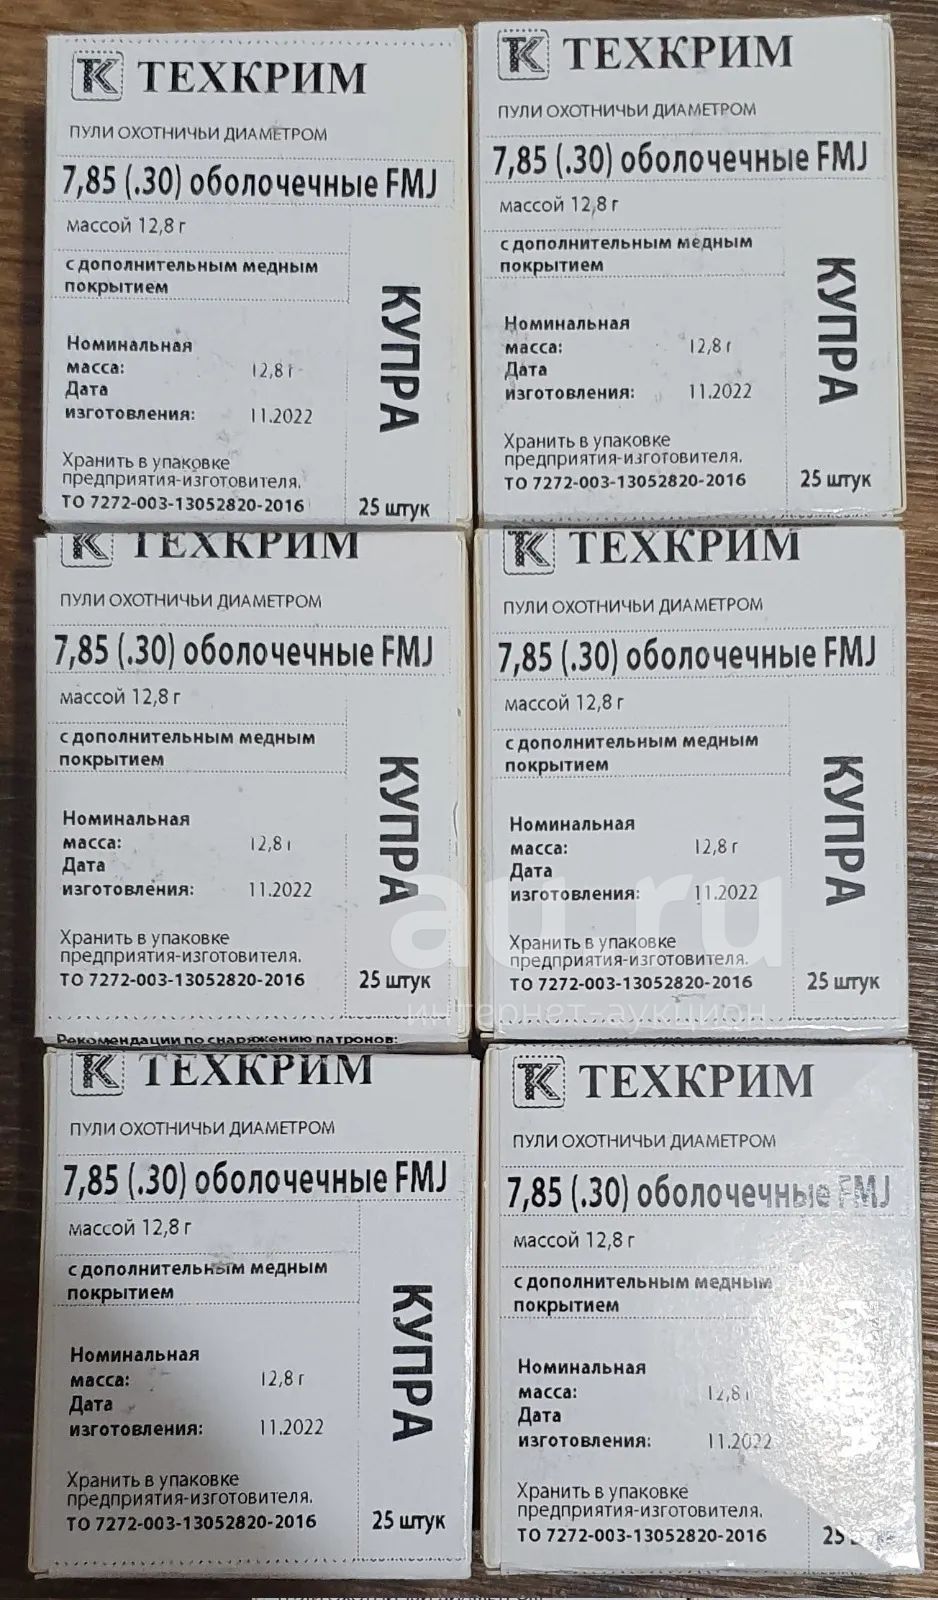 ТЕХКРИМ
ПУЛИ ОХОТНИЧЬИ ДИАМЕТРОМ
7,85 (.30) оболочечные FMJ
массой 12,8 г
с дополнительным медным
покрытием
КУПРА
Номинальная
масса: 12,8 г
Дата
изготовления: 11.2022
Хранить в упаковке
предприятия-изготовителя.
ТО 7272-003-13052820-2016
25 штук
ТЕХКРИМ
ПУЛИ ОХОТНИЧЬИ ДИАМЕТРОМ
7,85 (.30) оболочечные FMJ
массой 12,8 г
с дополнительным медным
покрытием
КУПРА
Номинальная
масса: 12,8 г
Дата
изготовления: 11.2022
Хранить в упаковке
предприятия-изготовителя.
ТО 7272-003-13052820-2016
25 штук
ТЕХКРИМ
ПУЛИ ОХОТНИЧЬИ ДИАМЕТРОМ
7,85 (.30) оболочечные FMJ
массой 12,8 г
с дополнительным медным
покрытием
КУПРА
Номинальная
масса: 12,8 г
Дата
изготовления: 11.2022
Хранить в упаковке
предприятия-изготовителя.
ТО 7272-003-13052820-2016
25 штук
Рекомендации по снаряжению патронов:
ТЕХКРИМ
ПУЛИ ОХОТНИЧЬИ ДИАМЕТРОМ
7,85 (.30) оболочечные FMJ
массой 12,8 г
с дополнительным медным
покрытием
КУПРА
Номинальная
масса: 12,8 г
Дата
изготовления: 11.2022
Хранить в упаковке
предприятия-изготовителя.
ТО 7272-003-13052820-2016
25 штук
au.ru
интернет-аукцион
ТЕХКРИМ
ПУЛИ ОХОТНИЧЬИ ДИАМЕТРОМ
7,85 (.30) оболочечные FMJ
массой 12,8 г
с дополнительным медным
покрытием
КУПРА
Номинальная
масса: 12,8 г
Дата
изготовления: 11.2022
Хранить в упаковке
предприятия-изготовителя.
ТО 7272-003-13052820-2016
25 штук
ТЕХКРИМ
ПУЛИ ОХОТНИЧЬИ ДИАМЕТРОМ
7,85 (.30) оболочечные FMJ
массой 12,8 г
с дополнительным медным
покрытием
Номинальная
масса: 12,8 г
Дата
изготовления: 11.2022
Хранить в упаковке
предприятия-изготовителя.
ТО 7272-003-13052820-2016
25